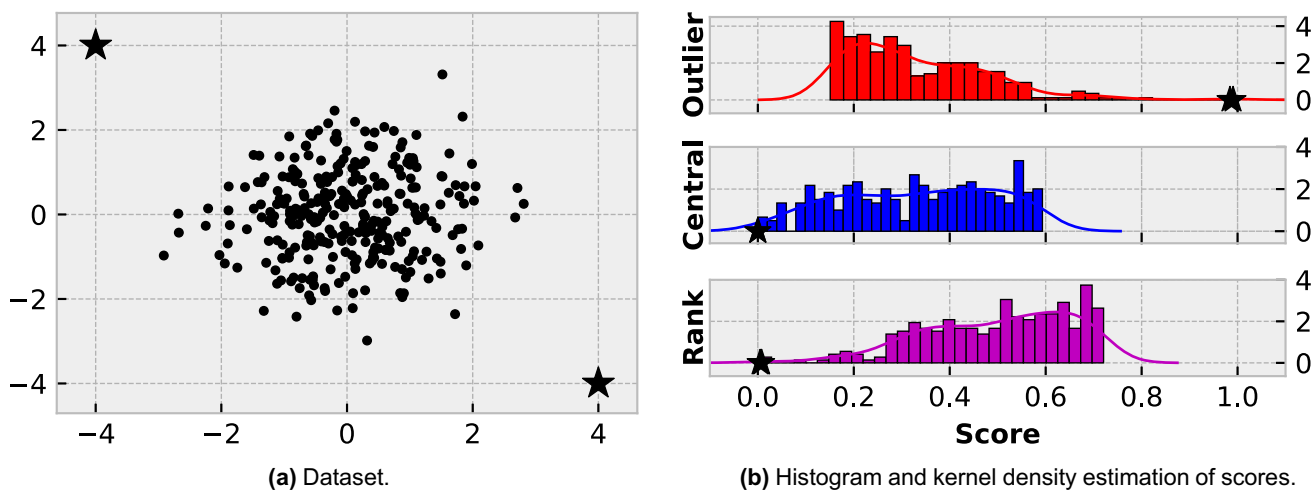 4
2
0
−2
−4
−4 −2 0 2 4
(a) Dataset.
Outlier
4
2
0
Central
4
2
0
Rank
4
2
0
0.0 0.2 0.4 0.6 0.8 1.0
Score
(b) Histogram and kernel density estimation of scores.